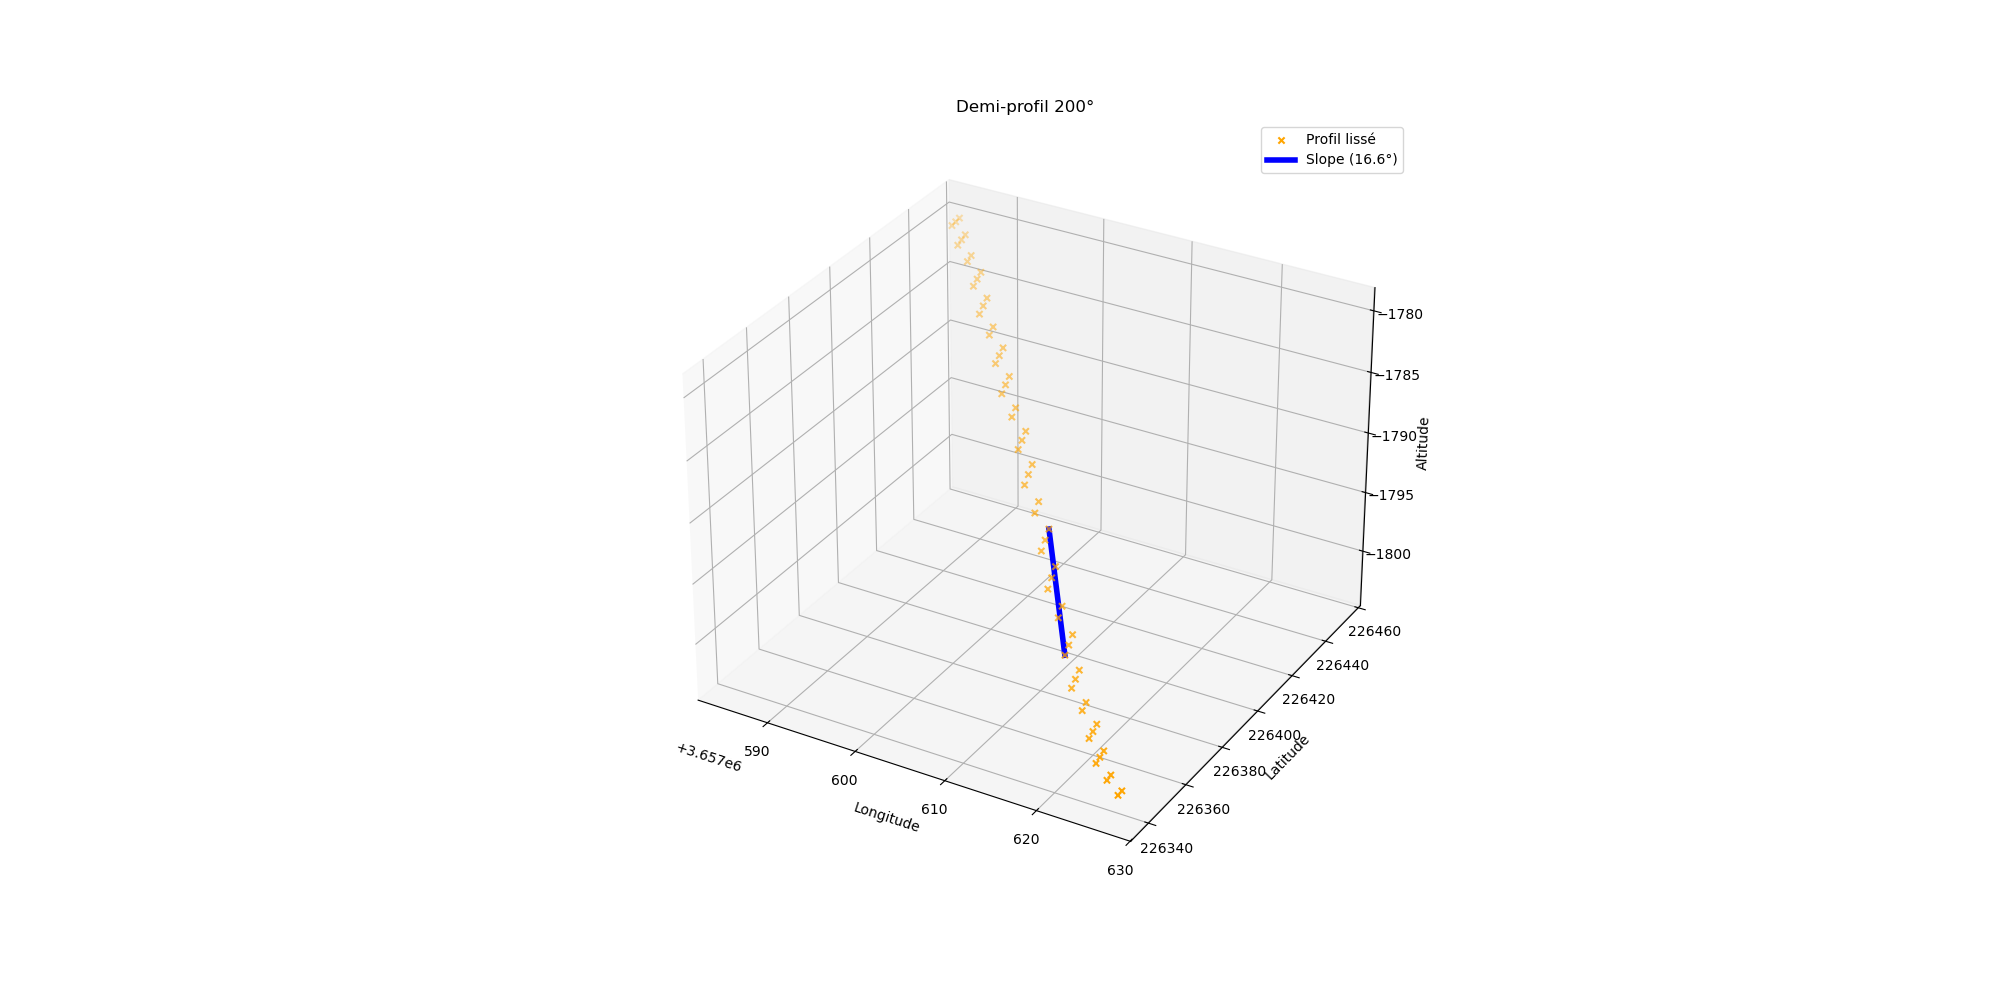 Demi-profil 200°
Profil lissé
Slope (16.6°)
−1780
−1785
−1790
−1795
−1800
Altitude
226460
226440
226420
226400
226380
226360
226340
Latitude
+3.657e6
590
600
610
620
630
Longitude